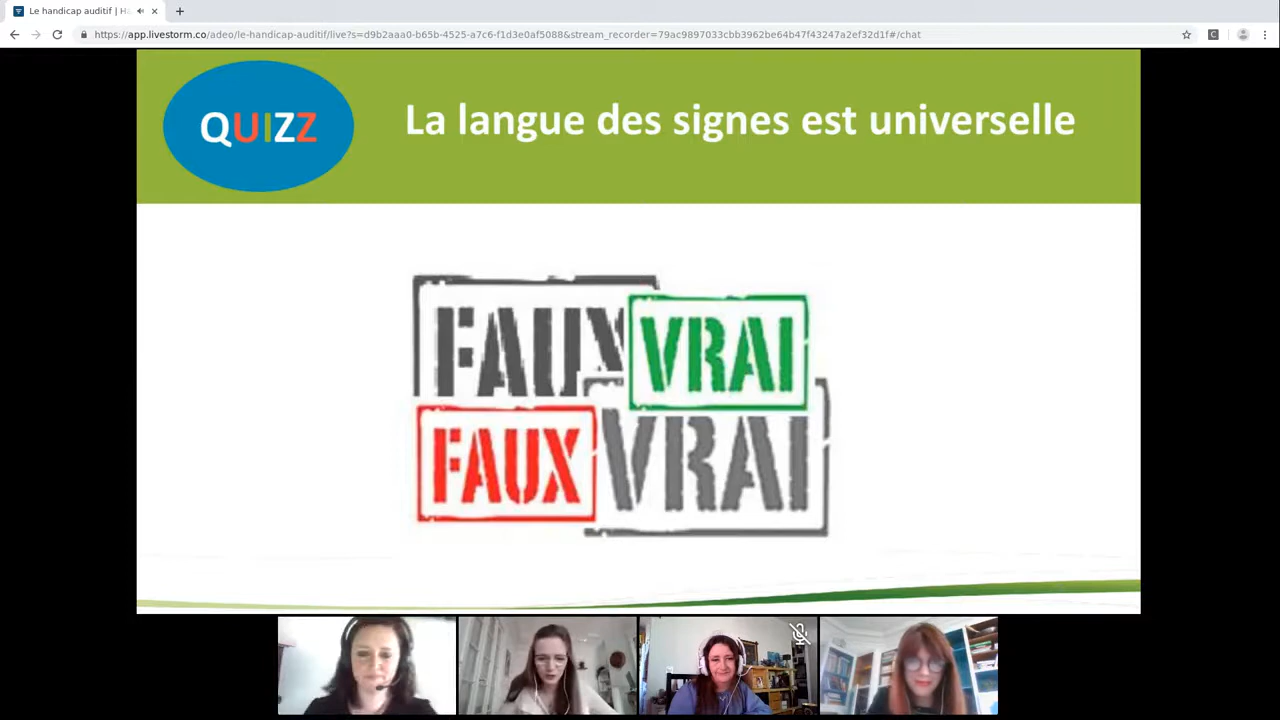 Le handicap auditif | H
https://app.livestorm.co/adeo/le-handicap-auditif/live?s=d9b2aaa0-b65b-4525-a7c6-f1d3e0af5088&stream_recorder=79ac9897033cbb3962be64b47f43247a2ef32d1f#/chat
C
QUIZZ
La langue des signes est universelle
FAUX
VRAI
FAUX
VRAI